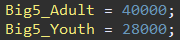 Big5_Adult = 40000;
Big5_Youth = 28000;